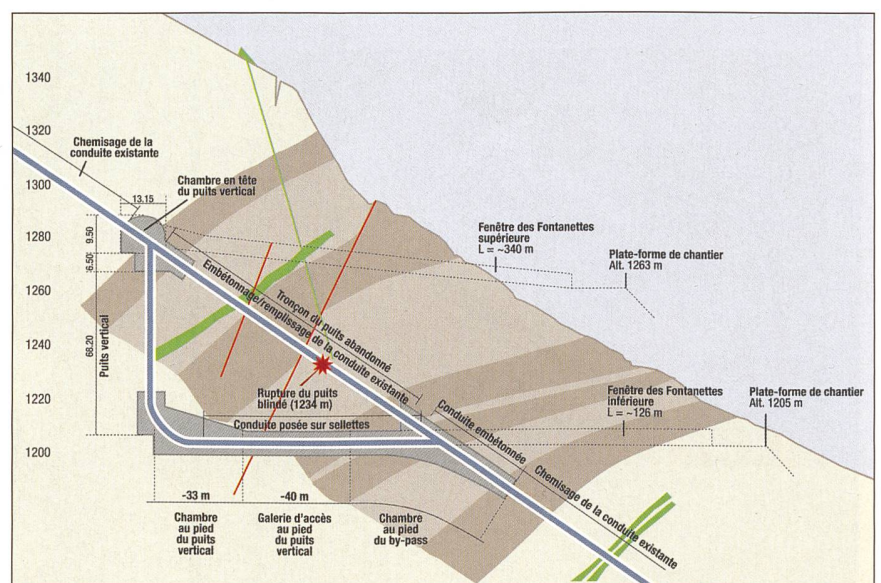 1340
1320
1300
1280
1260
1240
1220
1200
Chemisage de la
conduite existante
13.15
Chambre en tête
du puits vertical
9.50
6.50
68.20
Puits vertical
Fenêtre des Fontanettes
supérieure
L = ~340 m
Plate-forme de chantier
Alt. 1263 m
Tronçon du puits abandonné
Embétonnage/remplissage de la conduite existante
Rupture du puits
blindé (1234 m)
Conduite posée sur sellettes
Fenêtre des Fontanettes
inférieure
L = ~126 m
Plate-forme de chantier
Alt. 1205 m
Conduite embétonnée
Chemisage de la conduite existante
~33 m
~40 m
Chambre
au pied
du puits
vertical
Galerie d'accès
au pied
du puits
vertical
Chambre
au pied
du by-pass